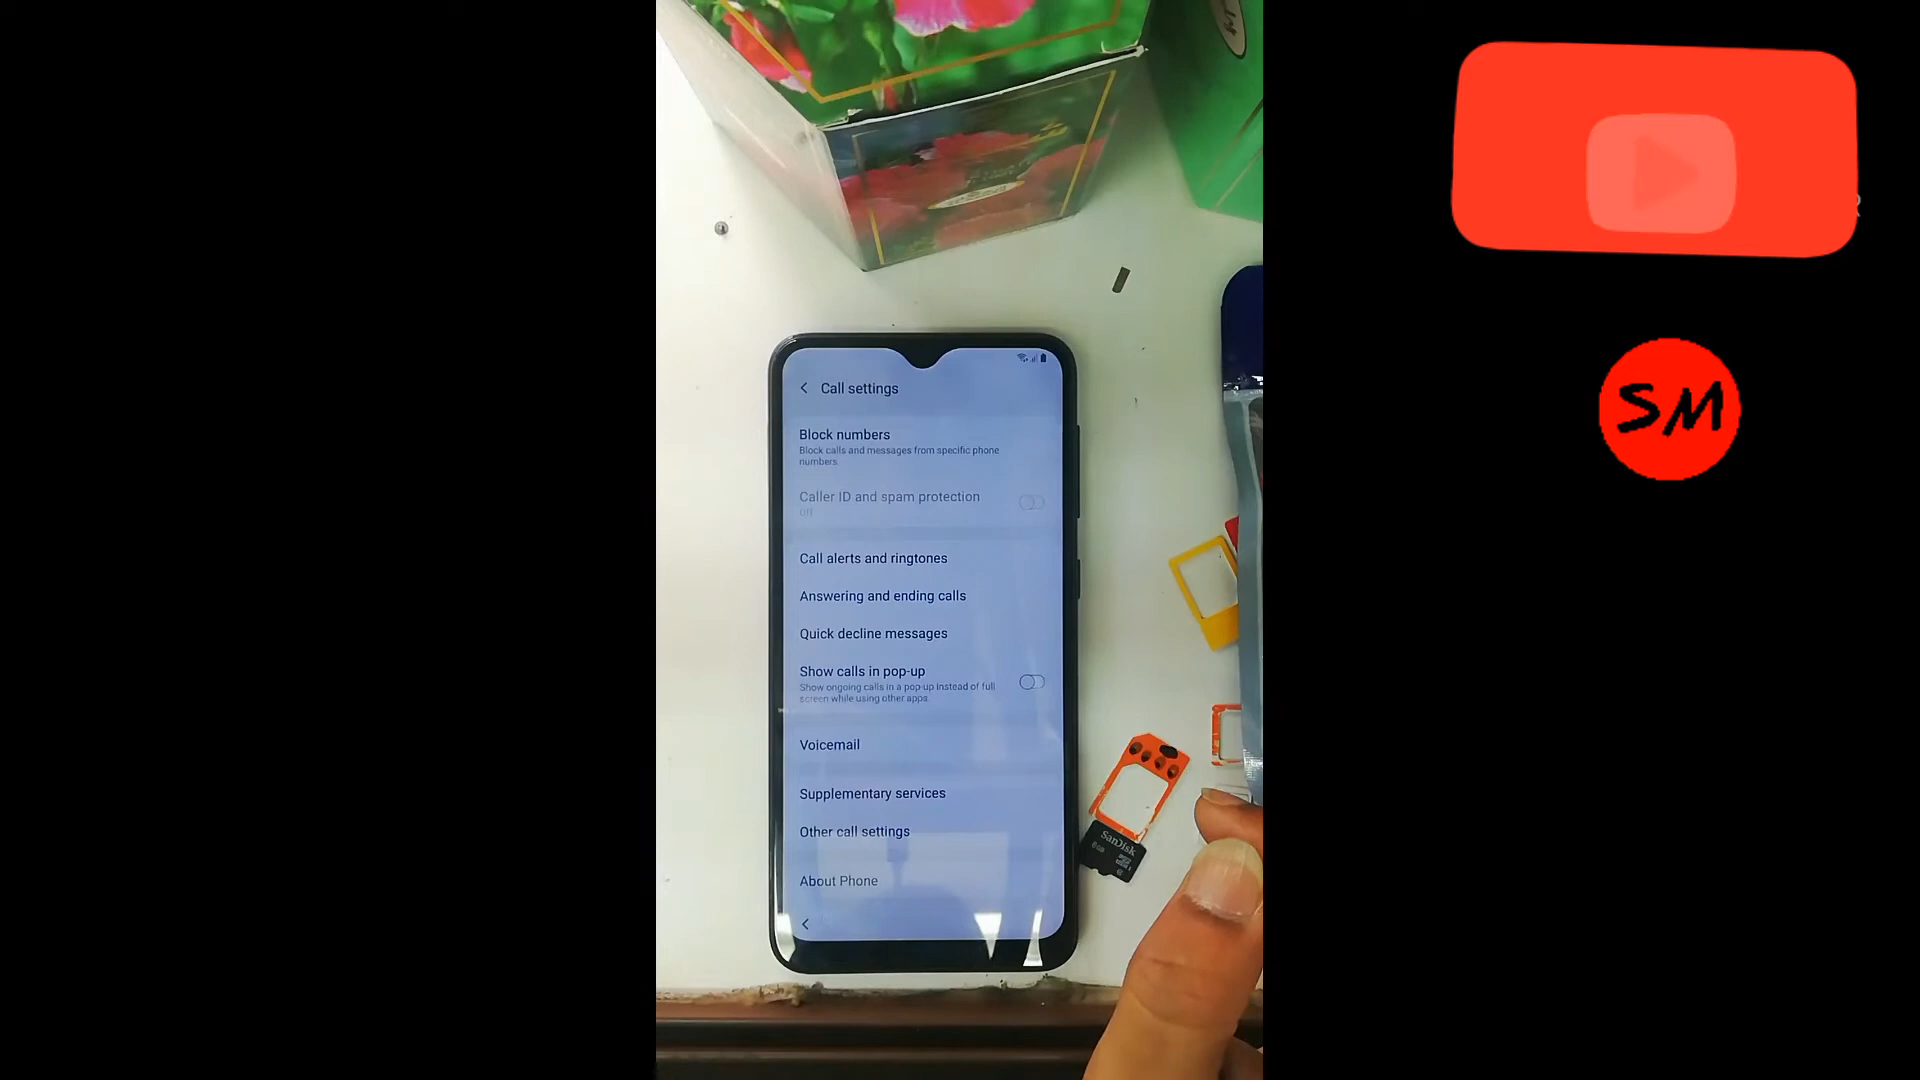 Call settings
Block numbers
Block calls and messages from specific phone
numbers
Caller ID and spam protection
Off
Call alerts and ringtones
Answering and ending calls
Quick decline messages
Show calls in pop-up
Show ongoing calls in a pop-up instead of full
screen while using other apps.
Voicemail
Supplementary services
Other call settings
About Phone
SanDisk
SM
R